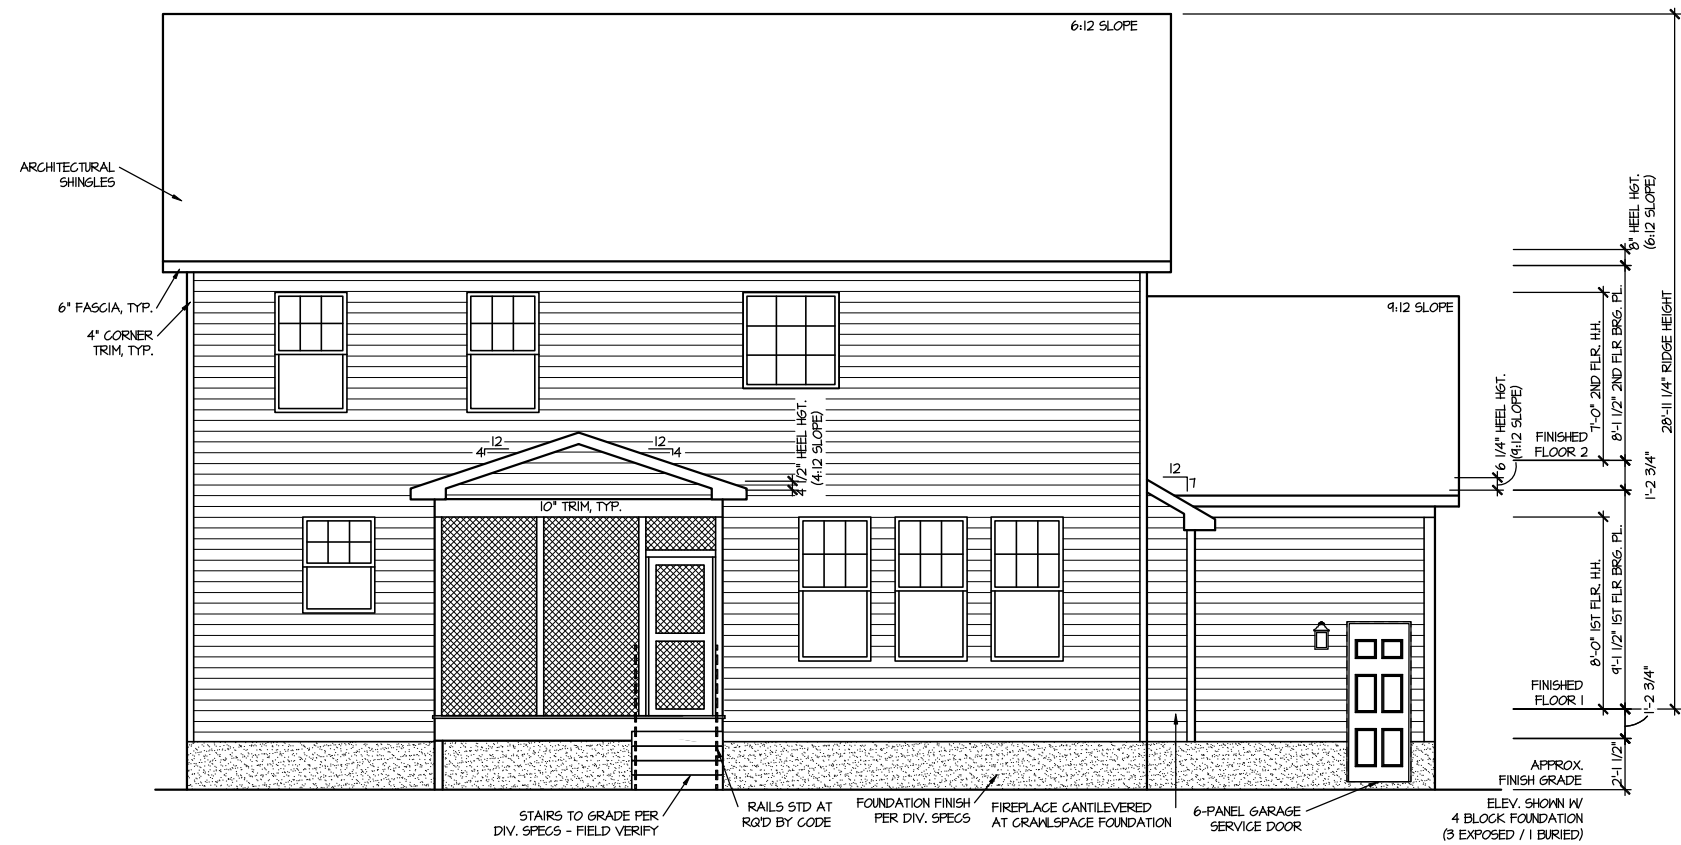 6:12 SLOPE
ARCHITECTURAL
SHINGLES
8" HEEL HGT.
(6:12 SLOPE)
6" FASCIA, TYP.
4" CORNER
TRIM, TYP.
9:12 SLOPE
7'-0" 2ND FLR. H.H.
8'-1 1/2" 2ND FLR BRG. PL.
28'-11 1/4" RIDGE HEIGHT
12
4
12
4
4 1/2" HEEL HGT.
(4:12 SLOPE)
6 1/4" HEEL HGT.
(9:12 SLOPE)
FINISHED
FLOOR 2
1'-2 3/4"
12
7
10" TRIM, TYP.
8'-0" 1ST FLR. H.H.
9'-1 1/2" 1ST FLR BRG. PL.
FINISHED
FLOOR 1
1'-2 3/4"
2'-1 1/2"
APPROX.
FINISH GRADE
STAIRS TO GRADE PER
DIV. SPECS - FIELD VERIFY
RAILS STD AT
RQ'D BY CODE
FOUNDATION FINISH
PER DIV. SPECS
FIREPLACE CANTILEVERED
AT CRAWLSPACE FOUNDATION
6-PANEL GARAGE
SERVICE DOOR
ELEV. SHOWN W/
4 BLOCK FOUNDATION
(3 EXPOSED / 1 BURIED)